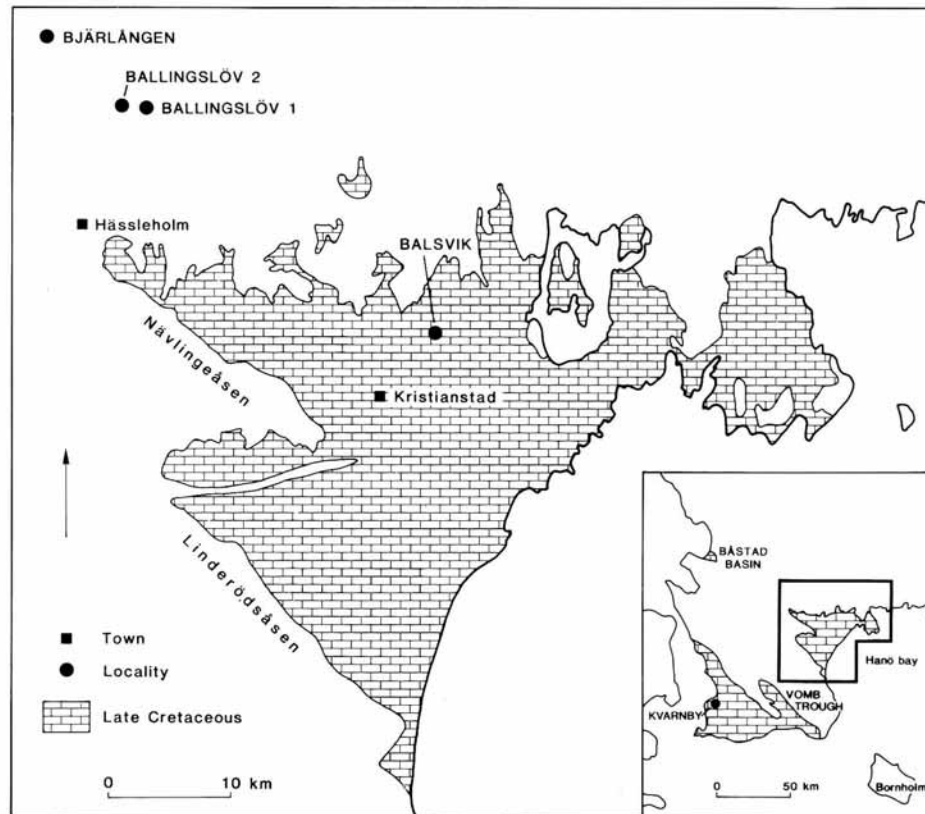 BJÄRLÅNGEN
BALLINGSLÖV 2
BALLINGSLÖV 1
Hässleholm
BALSVIK
Nävlingeåsen
Kristianstad
Linderödsåsen
Town
Locality
Late Cretaceous
0 10 km
BÅSTAD
BASIN
Hanö bay
VOMB
TROUGH
KVARNBY
0 50 km
Bornholm